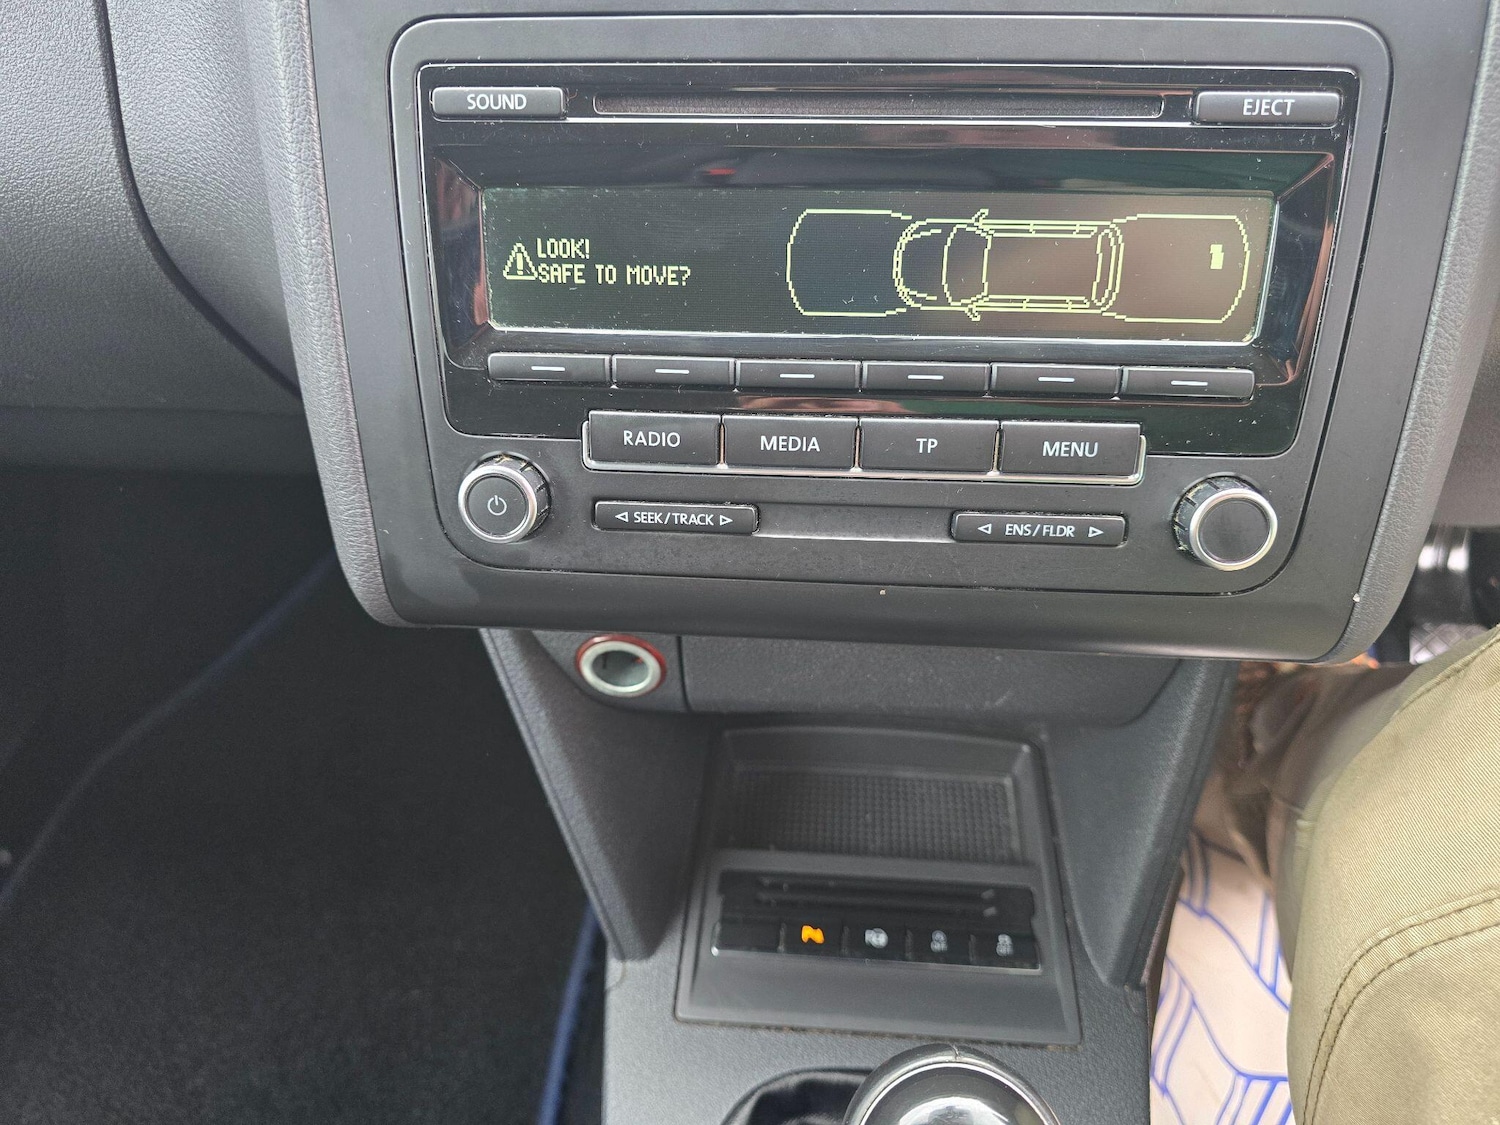 SOUND
EJECT
LOOK!
SAFE TO MOVE?
RADIO
MEDIA
TP
MENU
SEEK / TRACK
ENS / FLDR